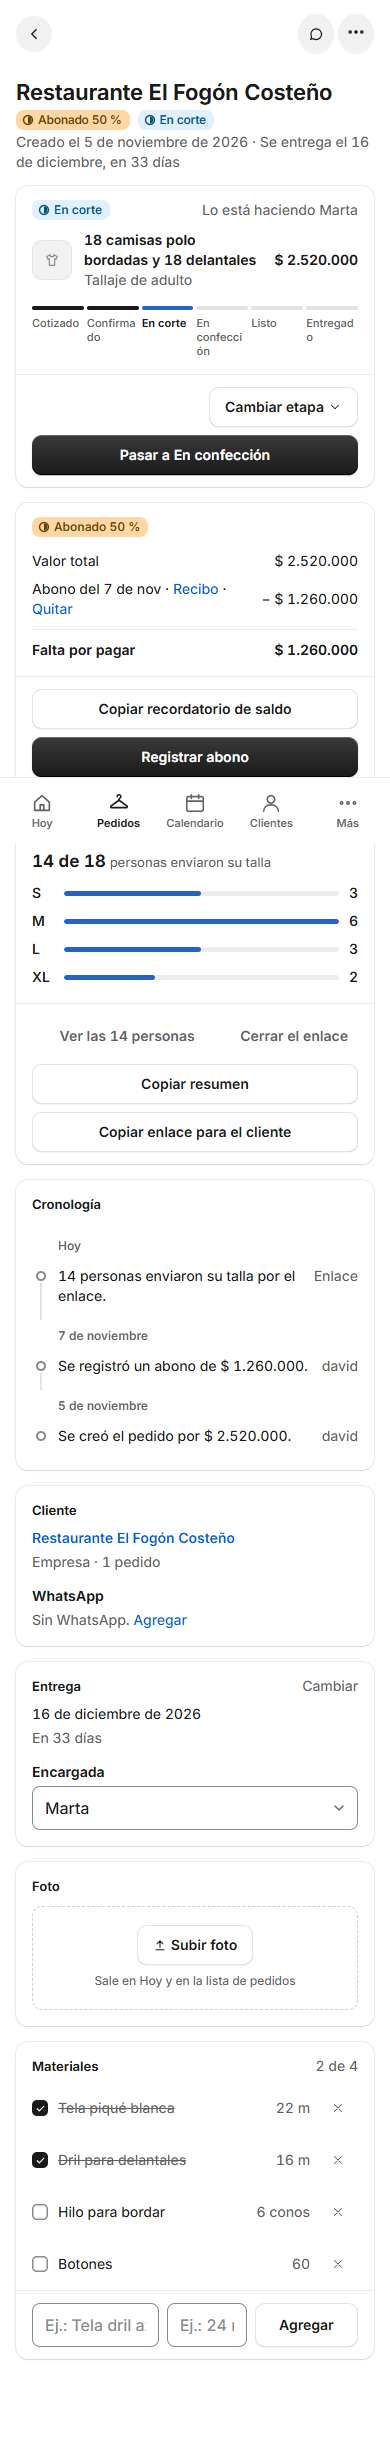 Restaurante El Fogón Costeño
Abonado 50 % En corte
Creado el 5 de noviembre de 2026 · Se entrega el 16
de diciembre, en 33 días
En corte Lo está haciendo Marta
18 camisas polo
bordadas y 18 delantales $ 2.520.000
Tallaje de adulto
Cotizado Confirma En corte En Listo Entregad
do confecci o
ón
Cambiar etapa
Pasar a En confección
Abonado 50 %
Valor total $ 2.520.000
Abono del 7 de nov · Recibo ·
Quitar − $ 1.260.000
Falta por pagar $ 1.260.000
Copiar recordatorio de saldo
Registrar abono
Hoy Pedidos Calendario Clientes Más
14 de 18 personas enviaron su talla
S 3
M 6
L 3
XL 2
Ver las 14 personas Cerrar el enlace
Copiar resumen
Copiar enlace para el cliente
Cronología
Hoy
14 personas enviaron su talla por el Enlace
enlace.
7 de noviembre
Se registró un abono de $ 1.260.000. david
5 de noviembre
Se creó el pedido por $ 2.520.000. david
Cliente
Restaurante El Fogón Costeño
Empresa · 1 pedido
WhatsApp
Sin WhatsApp. Agregar
Entrega Cambiar
16 de diciembre de 2026
En 33 días
Encargada
Marta
Foto
Subir foto
Sale en Hoy y en la lista de pedidos
Materiales 2 de 4
Tela piqué blanca 22 m
Dril para delantales 16 m
Hilo para bordar 6 conos
Botones 60
Ej.: Tela dril a Ej.: 24 Agregar